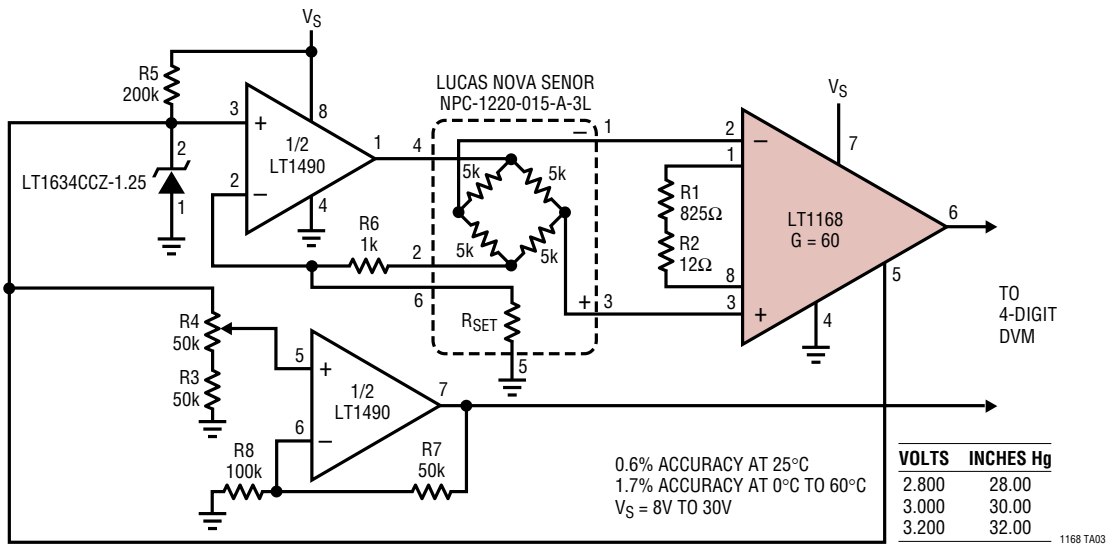 V_S
R5
200k
LUCAS NOVA SENOR
NPC-1220-015-A-3L
V_S
3
+
8
1/2
LT1490
1
4
2
–
4
2
LT1634CCZ-1.25
1
–
1
5k
5k
5k
5k
2
–
1
7
R1
825Ω
R2
12Ω
LT1168
G = 60
6
8
3
+
5
4
R6
1k
2
6
+
3
R_SET
5
TO
4-DIGIT
DVM
R4
50k
R3
50k
5
+
1/2
LT1490
7
6
–
R8
100k
R7
50k
0.6% ACCURACY AT 25°C
1.7% ACCURACY AT 0°C TO 60°C
V_S = 8V TO 30V
VOLTS INCHES Hg
2.800 28.00
3.000 30.00
3.200 32.00
1168 TA03